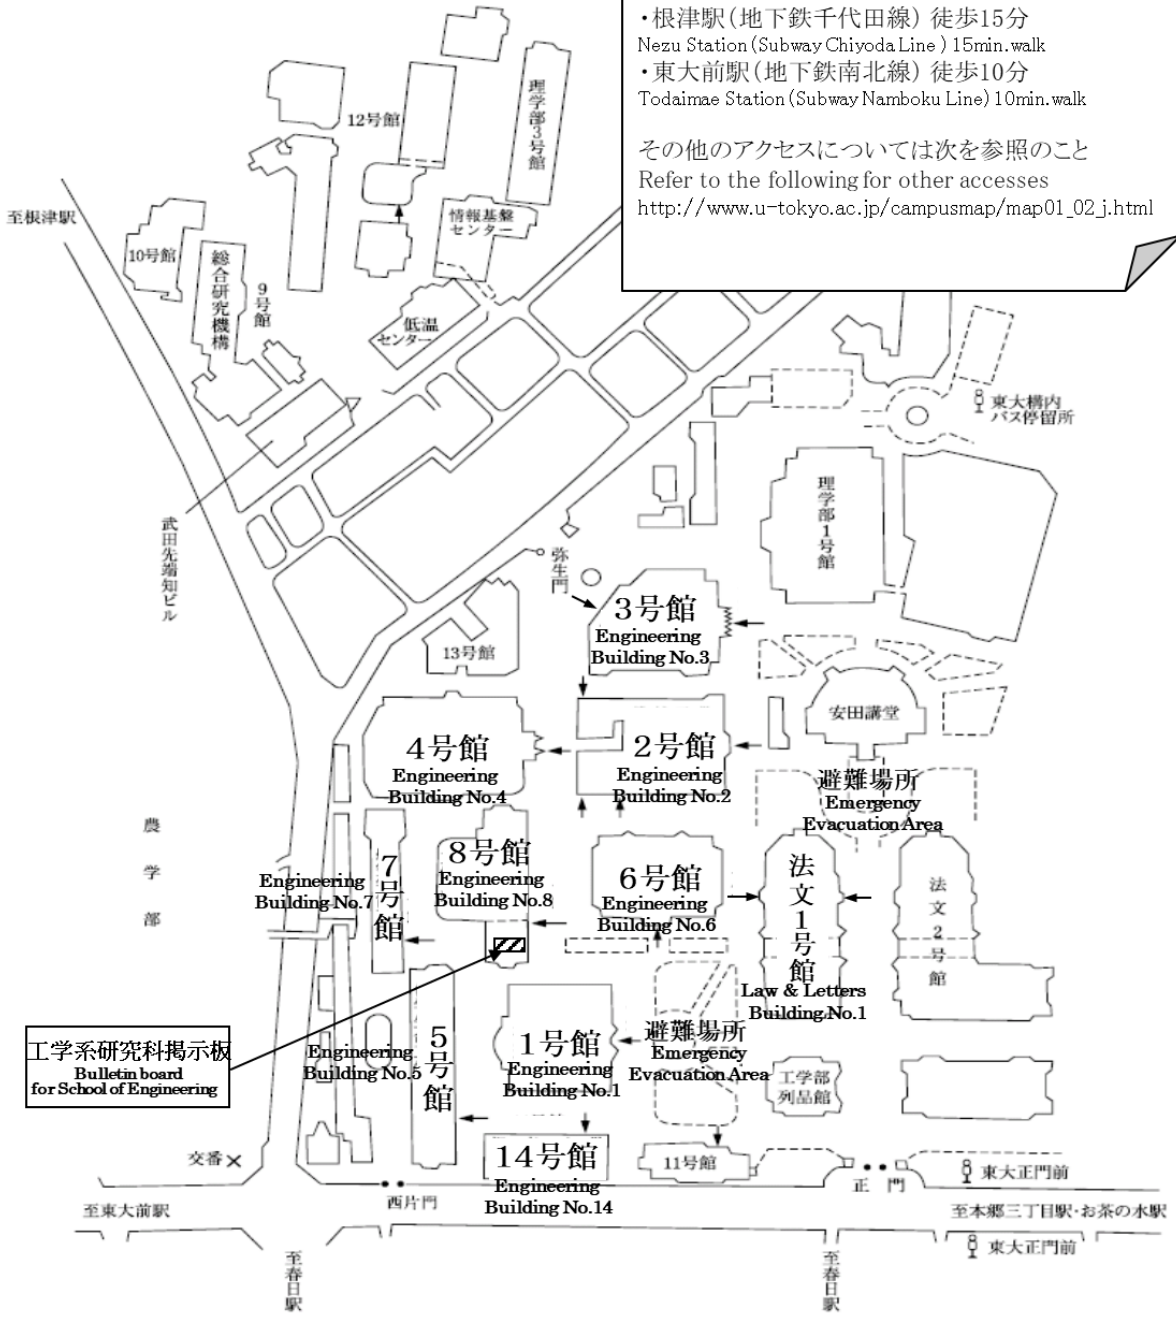 ・根津駅(地下鉄千代田線) 徒歩15分
Nezu Station(Subway Chiyoda Line ) 15min.walk
・東大前駅(地下鉄南北線) 徒歩10分
Todaimae Station(Subway Namboku Line) 10min.walk
その他のアクセスについては次を参照のこと
Refer to the following for other accesses
http://www.u-tokyo.ac.jp/campusmap/map01_02_j.html
理学部3号館
12号館
至根津駅
情報基盤
センター
10号館
総合研究機構
9号館
低温
センター
東大構内
バス停留所
理学部1号館
武田先端知ビル
弥生門
3号館
Engineering
Building No.3
13号館
安田講堂
4号館
Engineering
Building No.4
2号館
Engineering
Building No.2
避難場所
Emergency
Evacuation Area
農学部
7号館
Engineering
Building No.7
8号館
Engineering
Building No.8
6号館
Engineering
Building No.6
法文1号館
Law & Letters
Building No.1
法文2号館
工学系研究科掲示板
Bulletin board
for School of Engineering
5号館
Engineering
Building No.5
1号館
Engineering
Building No.1
避難場所
Emergency
Evacuation Area
工学部
列品館
交番
14号館
Engineering
Building No.14
11号館
正門
東大正門前
至東大前駅
西片門
至本郷三丁目駅・お茶の水駅
東大正門前
至春日駅
至春日駅